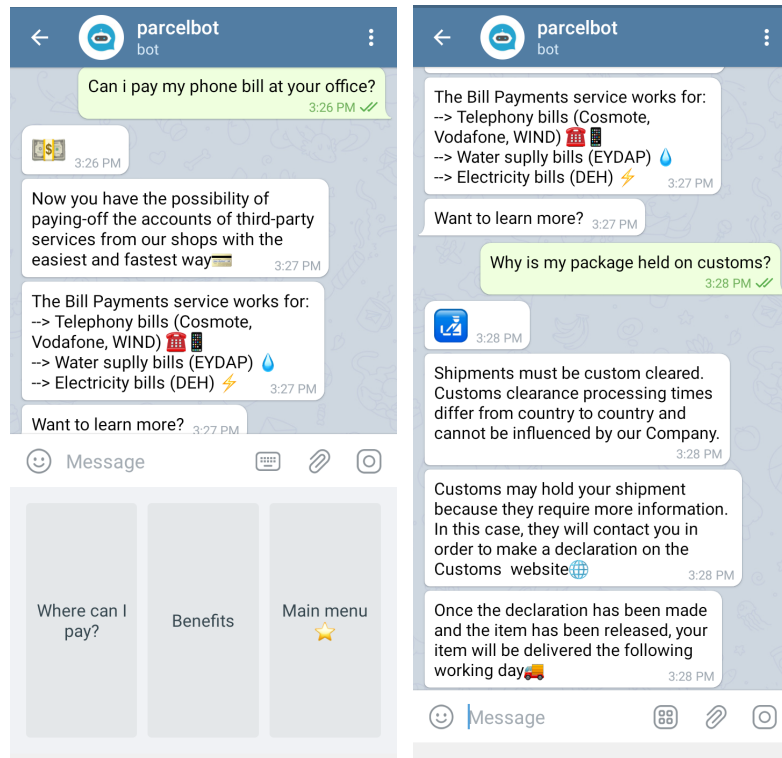 parcelbot
bot
Can i pay my phone bill at your office?
3:26 PM
3:26 PM
Now you have the possibility of
paying-off the accounts of third-party
services from our shops with the
easiest and fastest way💳
3:27 PM
The Bill Payments service works for:
--> Telephony bills (Cosmote,
Vodafone, WIND) ☎️📱
--> Water suplly bills (EYDAP) 💧
--> Electricity bills (DEH) ⚡
3:27 PM
Want to learn more? 3:27 PM
Message
Where can I
pay?
Benefits
Main menu
⭐
parcelbot
bot
The Bill Payments service works for:
--> Telephony bills (Cosmote,
Vodafone, WIND) ☎️📱
--> Water suplly bills (EYDAP) 💧
--> Electricity bills (DEH) ⚡ 3:27 PM
Want to learn more? 3:27 PM
Why is my package held on customs?
3:28 PM
3:28 PM
Shipments must be custom cleared.
Customs clearance processing times
differ from country to country and
cannot be influenced by our Company.
3:28 PM
Customs may hold your shipment
because they require more information.
In this case, they will contact you in
order to make a declaration on the
Customs  website🌐 3:28 PM
Once the declaration has been made
and the item has been released, your
item will be delivered the following
working day🚚 3:28 PM
Message